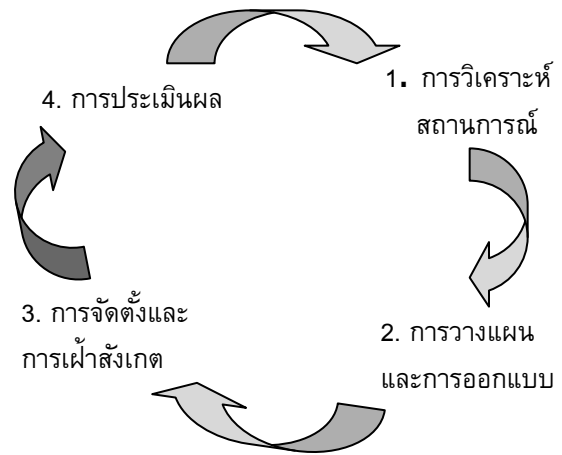 1. การวิเคราะห์
สถานการณ์
2. การวางแผน
และการออกแบบ
3. การจัดตั้งและ
การเฝ้าสังเกต
4. การประเมินผล